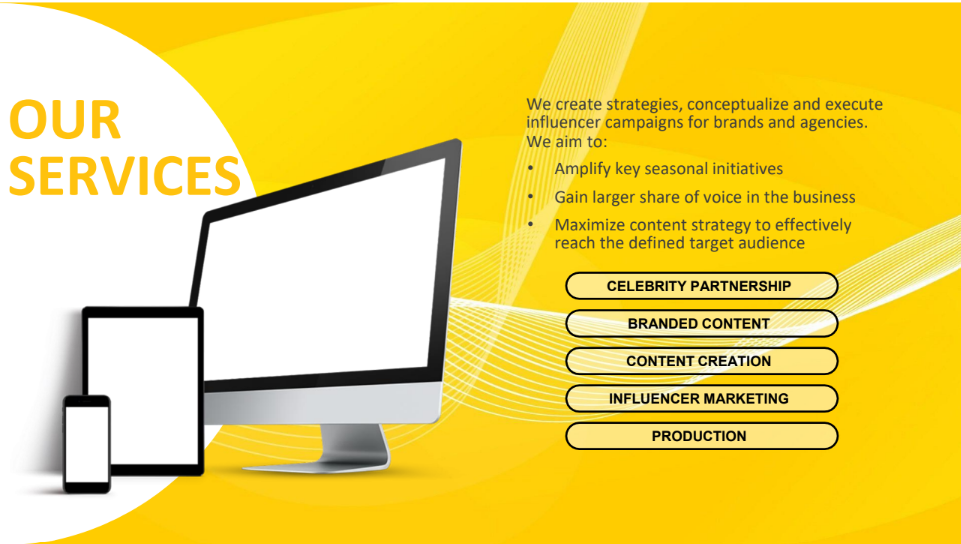 OUR
SERVICES
We create strategies, conceptualize and execute
influencer campaigns for brands and agencies.
We aim to:
• Amplify key seasonal initiatives
• Gain larger share of voice in the business
• Maximize content strategy to effectively
reach the defined target audience
CELEBRITY PARTNERSHIP
BRANDED CONTENT
CONTENT CREATION
INFLUENCER MARKETING
PRODUCTION